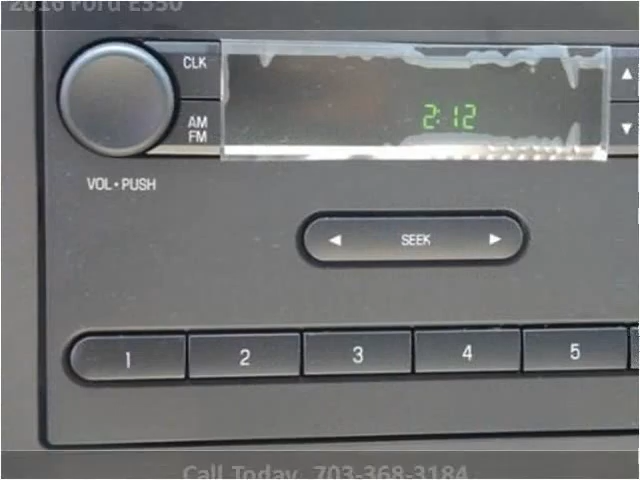 2016 Ford E350
CLK
AM
FM
2:12
VOL • PUSH
SEEK
1 2 3 4 5
Call Today 703-368-3184